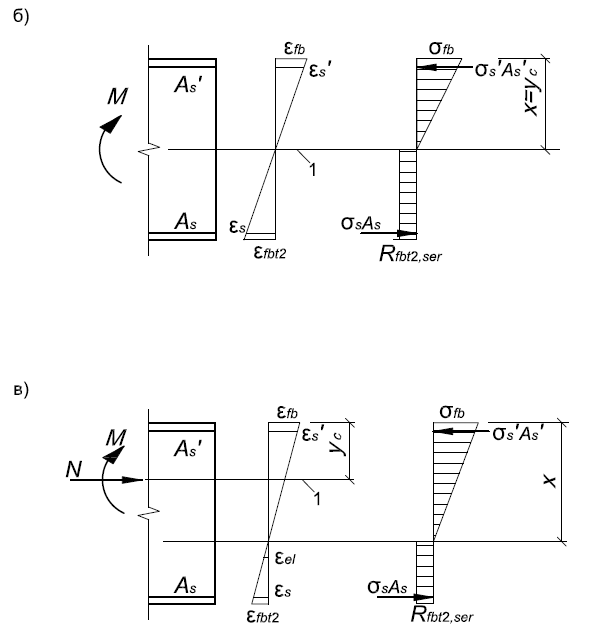 б)
εfb
σfb
As'
εs'
σs'As'
x=yc
M
1
As
εs
σsAs
εfbt2
Rfbt2,ser
в)
εfb
σfb
M
As'
εs'
yc
σs'As'
N
1
x
εel
As
εs
σsAs
εfbt2
Rfbt2,ser